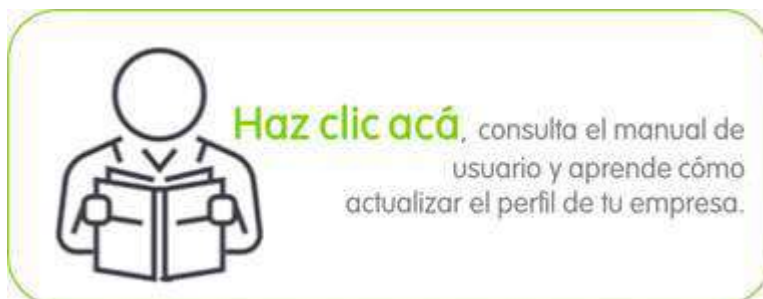 Haz clic acá, consulta el manual de
usuario y aprende cómo
actualizar el perfil de tu empresa.